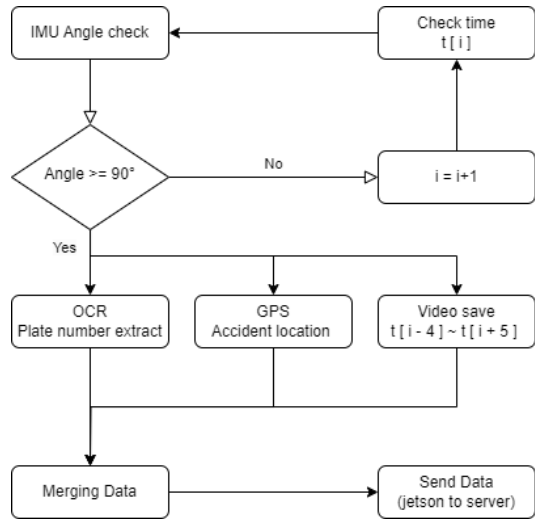 IMU Angle check
Check time
t [ i ]
Angle >= 90°
No
i = i+1
Yes
OCR
Plate number extract
GPS
Accident location
Video save
t [ i - 4 ] ~ t [ i + 5 ]
Merging Data
Send Data
(jetson to server)